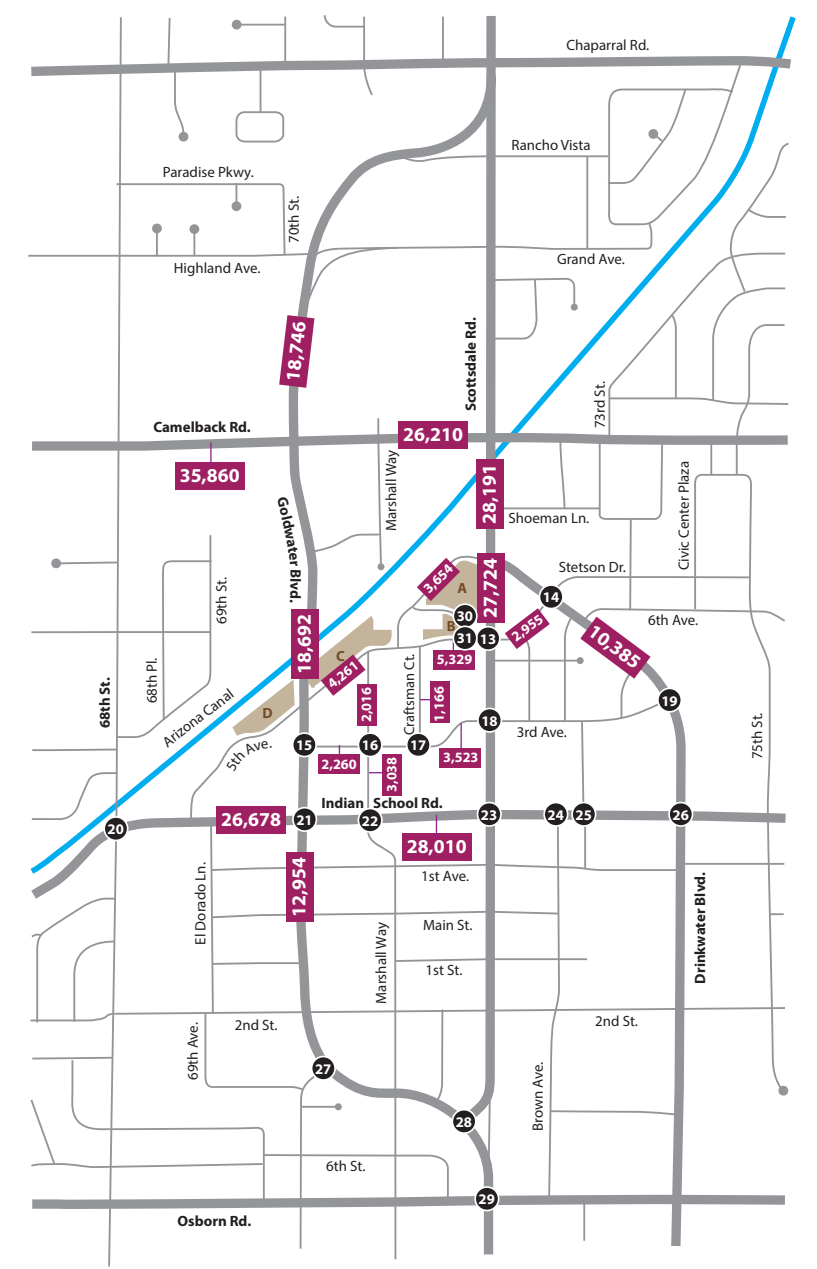 Chaparral Rd.
Rancho Vista
Paradise Pkwy.
70th St.
Grand Ave.
Highland Ave.
18,746
Scottsdale Rd.
73rd St.
Camelback Rd.
26,210
35,860
Marshall Way
28,191
Civic Center Plaza
Goldwater Blvd.
Shoeman Ln.
Stetson Dr.
3,654
A
27,724
14
69th St.
30
6th Ave.
18,692
B
31
13
2,955
10,385
C
5,329
68th Pl.
4,261
68th St.
Arizona Canal
D
2,016
Craftsman Ct.
1,166
19
18
3rd Ave.
75th St.
5th Ave.
15
16
17
2,260
3,038
3,523
Indian School Rd.
20
26,678
21
22
23
24
25
26
28,010
12,954
1st Ave.
El Dorado Ln.
Main St.
Drinkwater Blvd.
Marshall Way
1st St.
2nd St.
2nd St.
69th Ave.
27
Brown Ave.
28
6th St.
29
Osborn Rd.